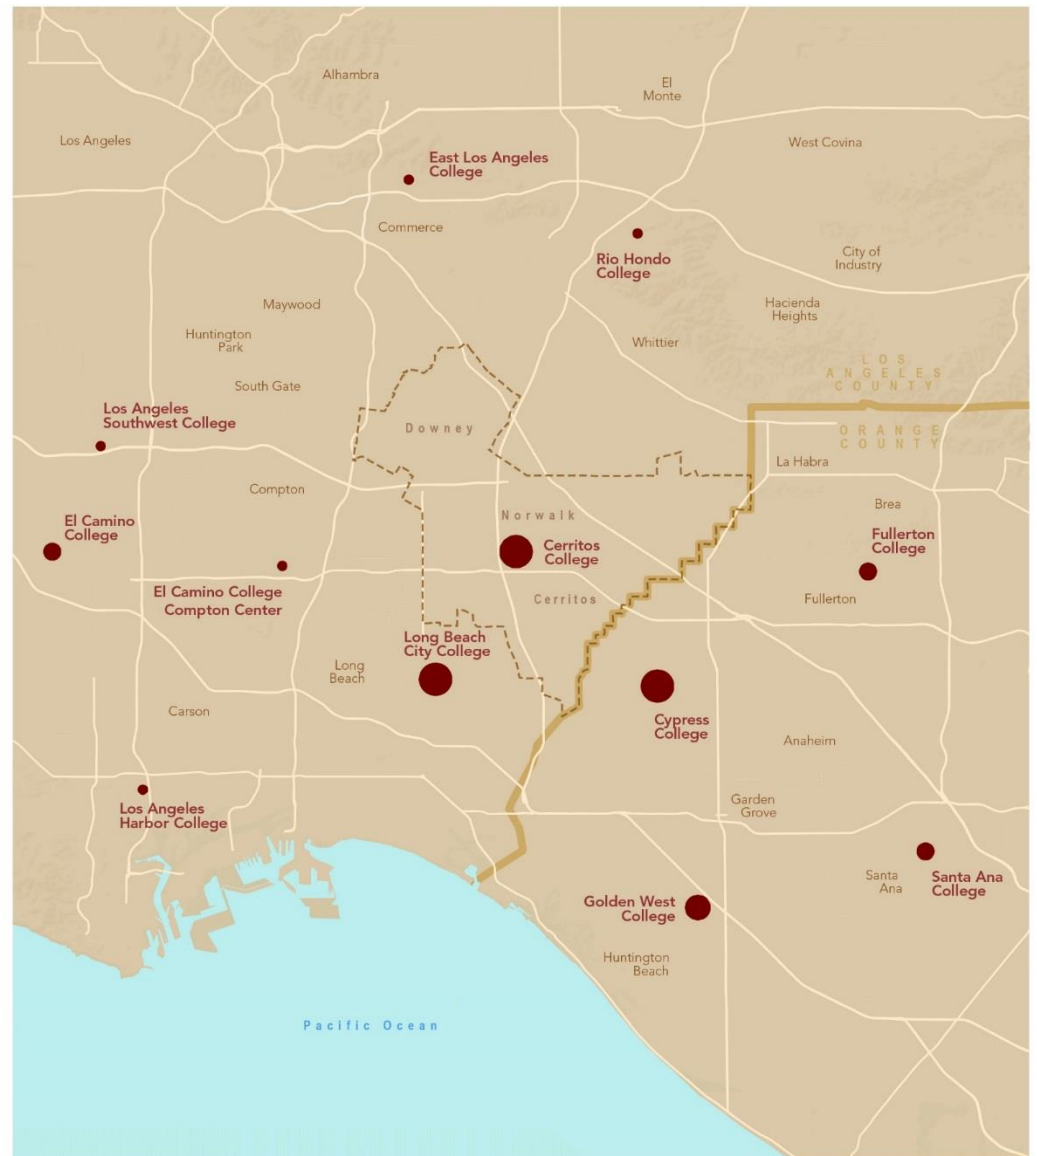 Alhambra
El
Monte
Los Angeles
West Covina
East Los Angeles
College
Commerce
Rio Hondo
College
City of
Industry
Maywood
Hacienda
Heights
Huntington
Park
Whittier
LOS
ANGELES
COUNTY
South Gate
Los Angeles
Southwest College
Downey
ORANGE
COUNTY
La Habra
Compton
Brea
El Camino
College
Norwalk
Cerritos
College
Fullerton
College
El Camino College
Compton Center
Cerritos
Fullerton
Long Beach
City College
Long
Beach
Carson
Cypress
College
Anaheim
Los Angeles
Harbor College
Garden
Grove
Santa
Ana
Santa Ana
College
Golden West
College
Huntington
Beach
Pacific Ocean